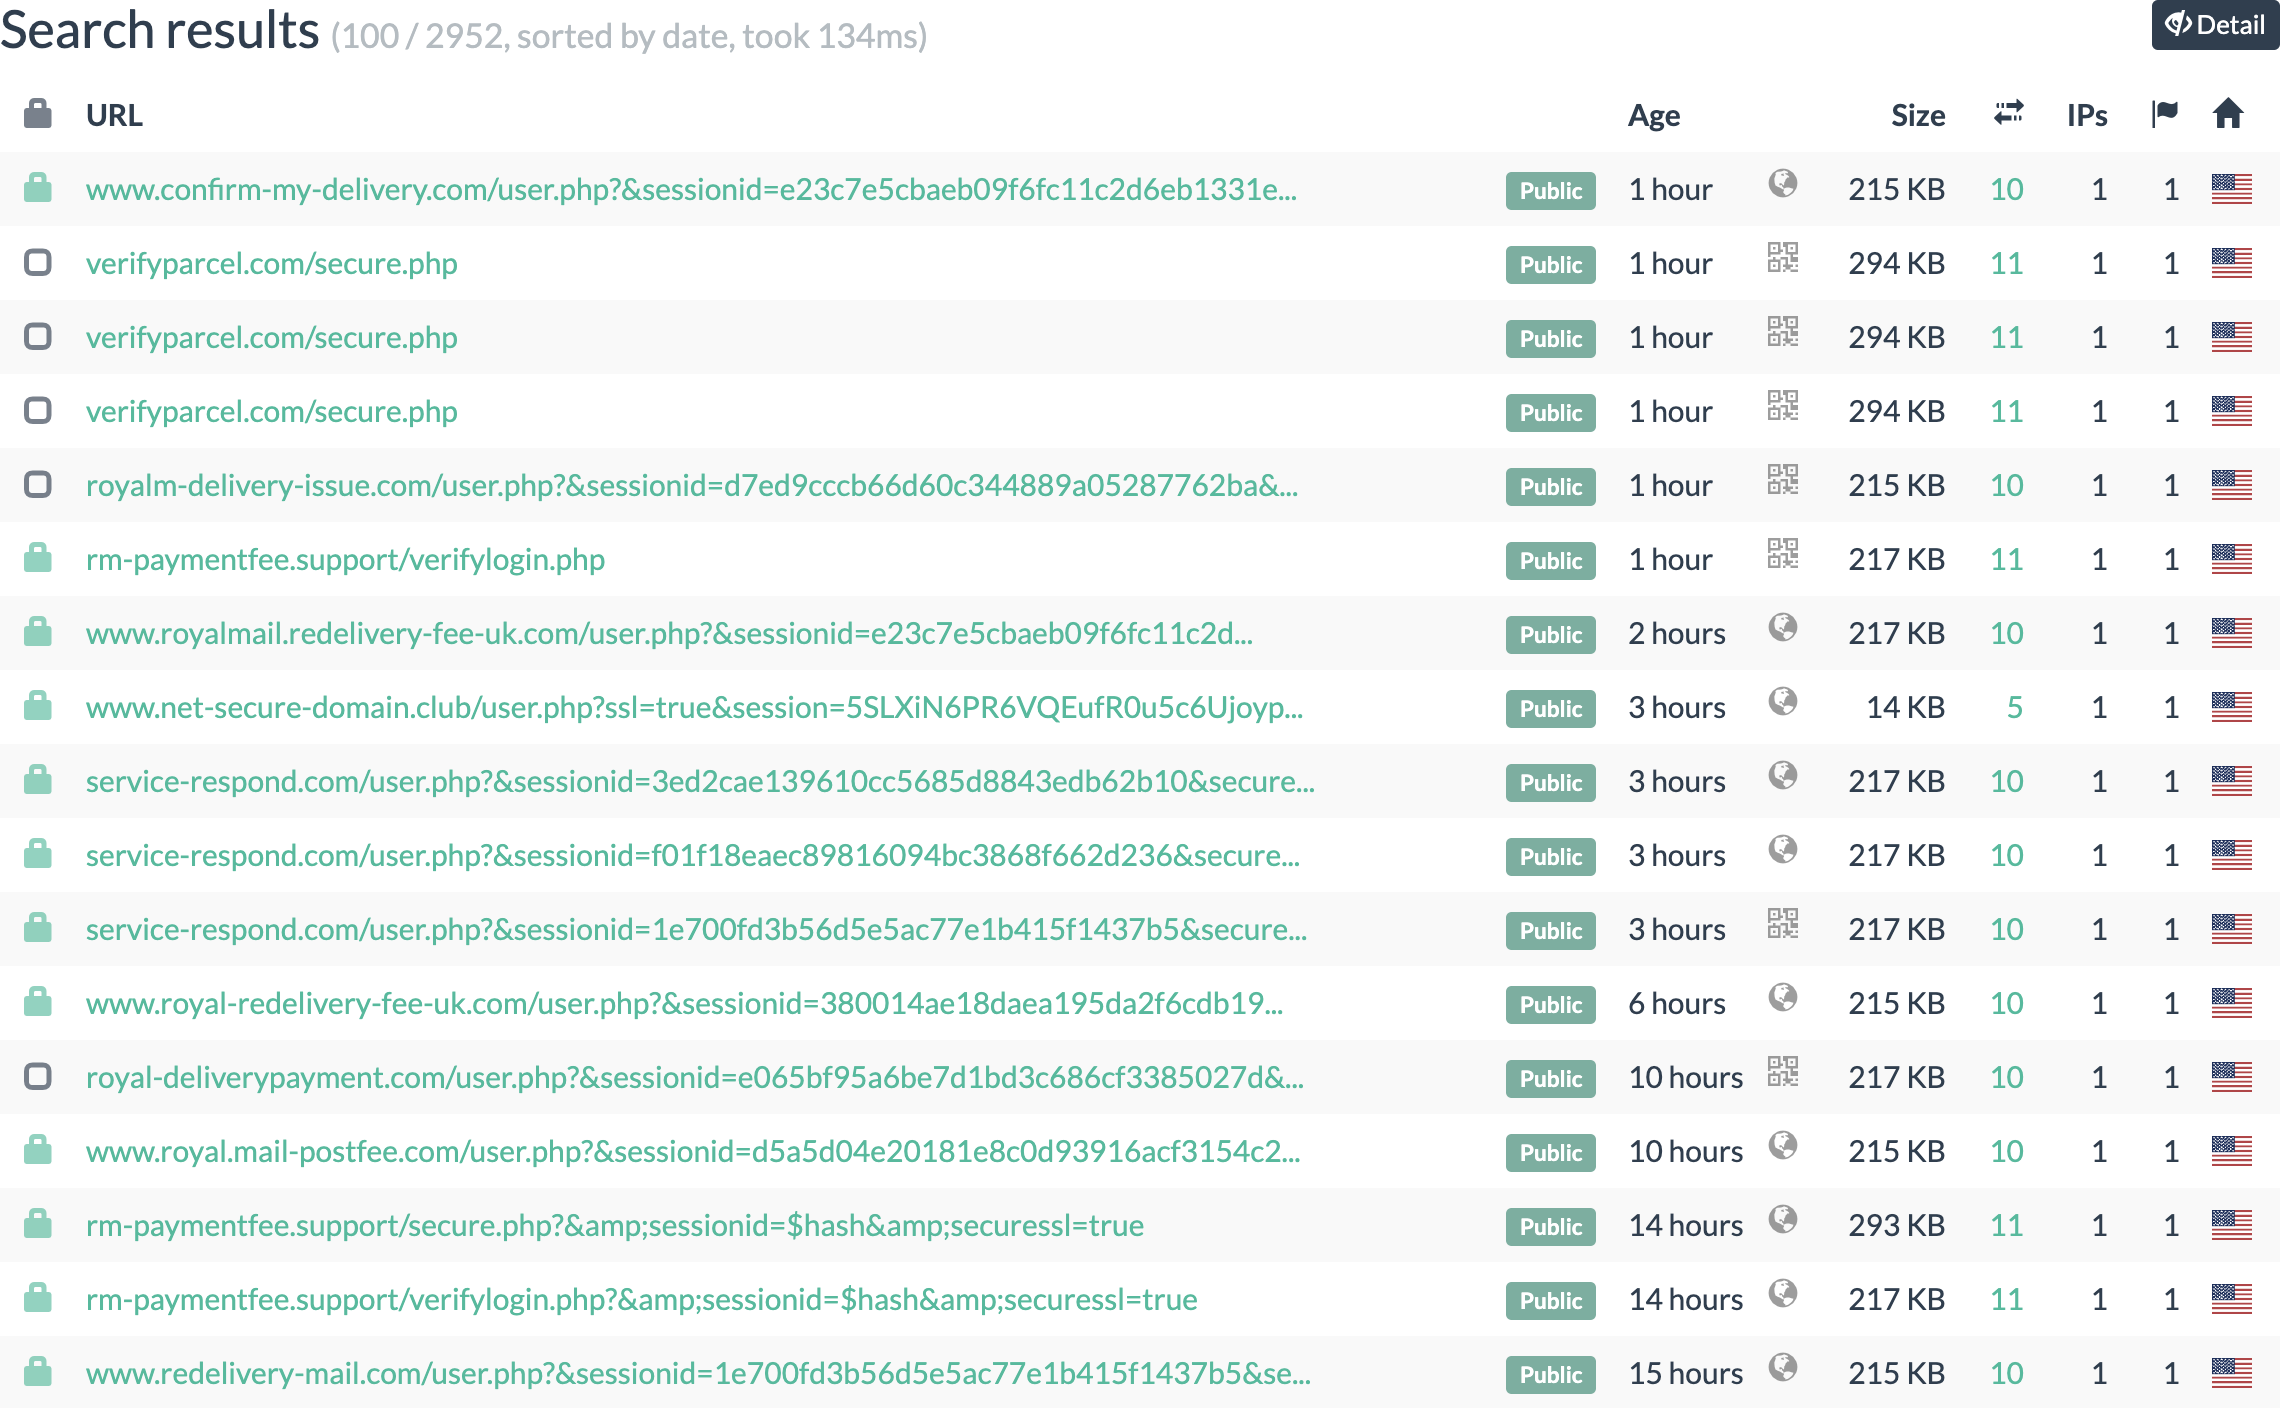 Search results (100 / 2952, sorted by date, took 134ms) Detail
URL Age Size IPs
www.confirm-my-delivery.com/user.php?&sessionid=e23c7e5cbaeb09f6fc11c2d6eb1331e... Public 1 hour 215 KB 10 1 1
verifyparcel.com/secure.php Public 1 hour 294 KB 11 1 1
verifyparcel.com/secure.php Public 1 hour 294 KB 11 1 1
verifyparcel.com/secure.php Public 1 hour 294 KB 11 1 1
royalm-delivery-issue.com/user.php?&sessionid=d7ed9cccb66d60c344889a05287762ba&... Public 1 hour 215 KB 10 1 1
rm-paymentfee.support/verifylogin.php Public 1 hour 217 KB 11 1 1
www.royalmail.redelivery-fee-uk.com/user.php?&sessionid=e23c7e5cbaeb09f6fc11c2d... Public 2 hours 217 KB 10 1 1
www.net-secure-domain.club/user.php?ssl=true&session=5SLXiN6PR6VQEufR0u5c6Ujoyp... Public 3 hours 14 KB 5 1 1
service-respond.com/user.php?&sessionid=3ed2cae139610cc5685d8843edb62b10&secure... Public 3 hours 217 KB 10 1 1
service-respond.com/user.php?&sessionid=f01f18eaec89816094bc3868f662d236&secure... Public 3 hours 217 KB 10 1 1
service-respond.com/user.php?&sessionid=1e700fd3b56d5e5ac77e1b415f1437b5&secure... Public 3 hours 217 KB 10 1 1
www.royal-redelivery-fee-uk.com/user.php?&sessionid=380014ae18daea195da2f6cdb19... Public 6 hours 215 KB 10 1 1
royal-deliverypayment.com/user.php?&sessionid=e065bf95a6be7d1bd3c686cf3385027d&... Public 10 hours 217 KB 10 1 1
www.royal.mail-postfee.com/user.php?&sessionid=d5a5d04e20181e8c0d93916acf3154c2... Public 10 hours 215 KB 10 1 1
rm-paymentfee.support/secure.php?&amp;sessionid=$hash&amp;securessl=true Public 14 hours 293 KB 11 1 1
rm-paymentfee.support/verifylogin.php?&amp;sessionid=$hash&amp;securessl=true Public 14 hours 217 KB 11 1 1
www.redelivery-mail.com/user.php?&sessionid=1e700fd3b56d5e5ac77e1b415f1437b5&se... Public 15 hours 215 KB 10 1 1